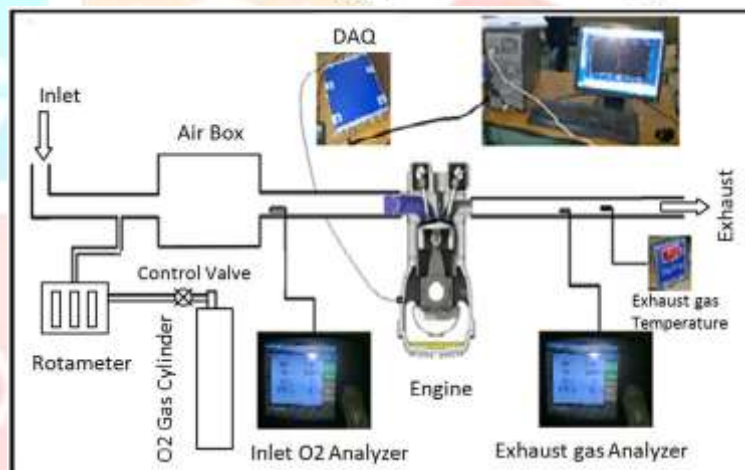 DAQ
Inlet
Air Box
Exhaust
Control Valve
Rotameter
O2 Gas Cylinder
Exhaust gas
Temperature
Engine
Inlet O2 Analyzer
Exhaust gas Analyzer